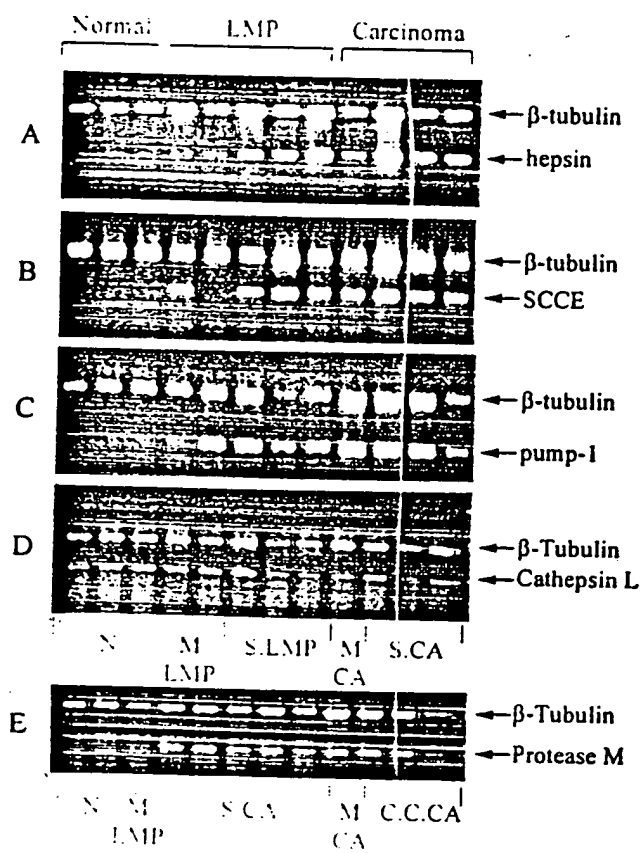 Normal LMP Carcinoma
A
β-tubulin
hepsin
B
β-tubulin
SCCE
C
β-tubulin
pump-1
D
β-Tubulin
Cathepsin L
N M S.LMP M S.CA
LMP CA
E
β-Tubulin
Protease M
N M S.CA M C.C.CA
LMP CA